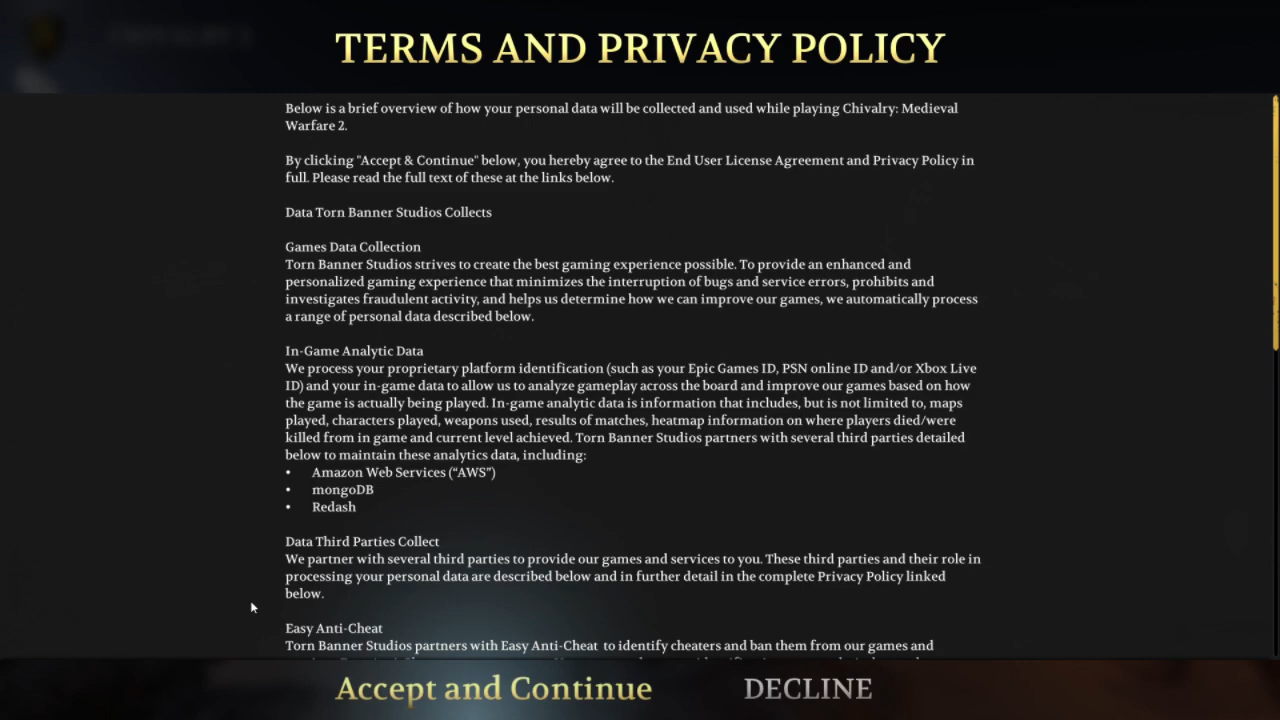 TERMS AND PRIVACY POLICY
Below is a brief overview of how your personal data will be collected and used while playing Chivalry: Medieval
Warfare 2.
By clicking "Accept & Continue" below, you hereby agree to the End User License Agreement and Privacy Policy in
full. Please read the full text of these at the links below.
Data Torn Banner Studios Collects
Games Data Collection
Torn Banner Studios strives to create the best gaming experience possible. To provide an enhanced and
personalized gaming experience that minimizes the interruption of bugs and service errors, prohibits and
investigates fraudulent activity, and helps us determine how we can improve our games, we automatically process
a range of personal data described below.
In-Game Analytic Data
We process your proprietary platform identification (such as your Epic Games ID, PSN online ID and/or Xbox Live
ID) and your in-game data to allow us to analyze gameplay across the board and improve our games based on how
the game is actually being played. In-game analytic data is information that includes, but is not limited to, maps
played, characters played, weapons used, results of matches, heatmap information on where players died/were
killed from in game and current level achieved. Torn Banner Studios partners with several third parties detailed
below to maintain these analytics data, including:
• Amazon Web Services (“AWS”)
• mongoDB
• Redash
Data Third Parties Collect
We partner with several third parties to provide our games and services to you. These third parties and their role in
processing your personal data are described below and in further detail in the complete Privacy Policy linked
below.
Easy Anti-Cheat
Torn Banner Studios partners with Easy Anti-Cheat to identify cheaters and ban them from our games and
Accept and Continue
DECLINE